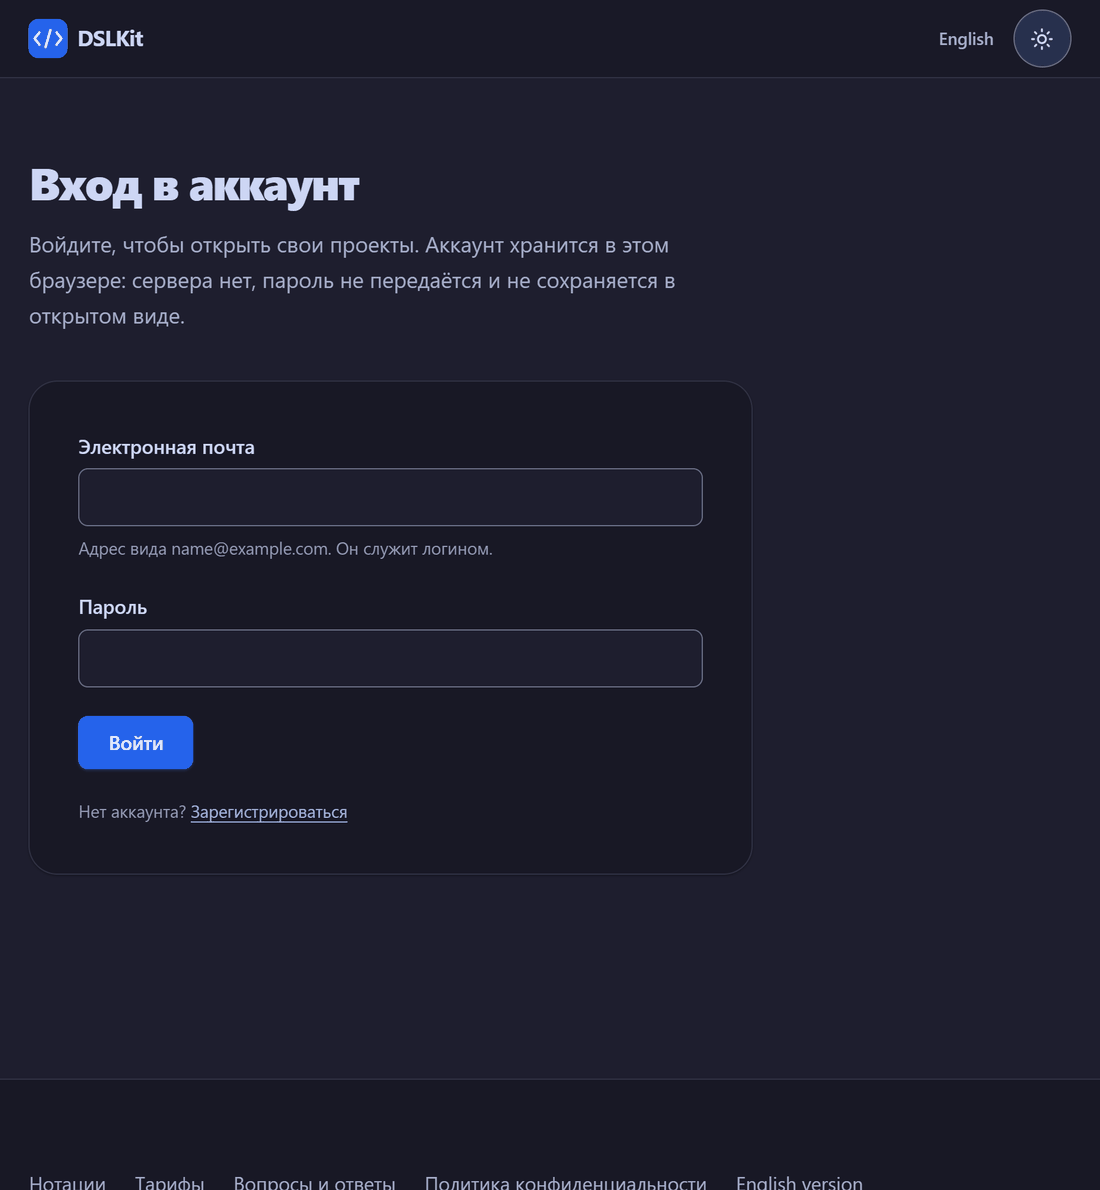 DSLKit
English
Вход в аккаунт
Войдите, чтобы открыть свои проекты. Аккаунт хранится в этом
браузере: сервера нет, пароль не передаётся и не сохраняется в
открытом виде.
Электронная почта
Адрес вида name@example.com. Он служит логином.
Пароль
Войти
Нет аккаунта? Зарегистрироваться
Нотации Тарифы Вопросы и ответы Политика конфиденциальности English version